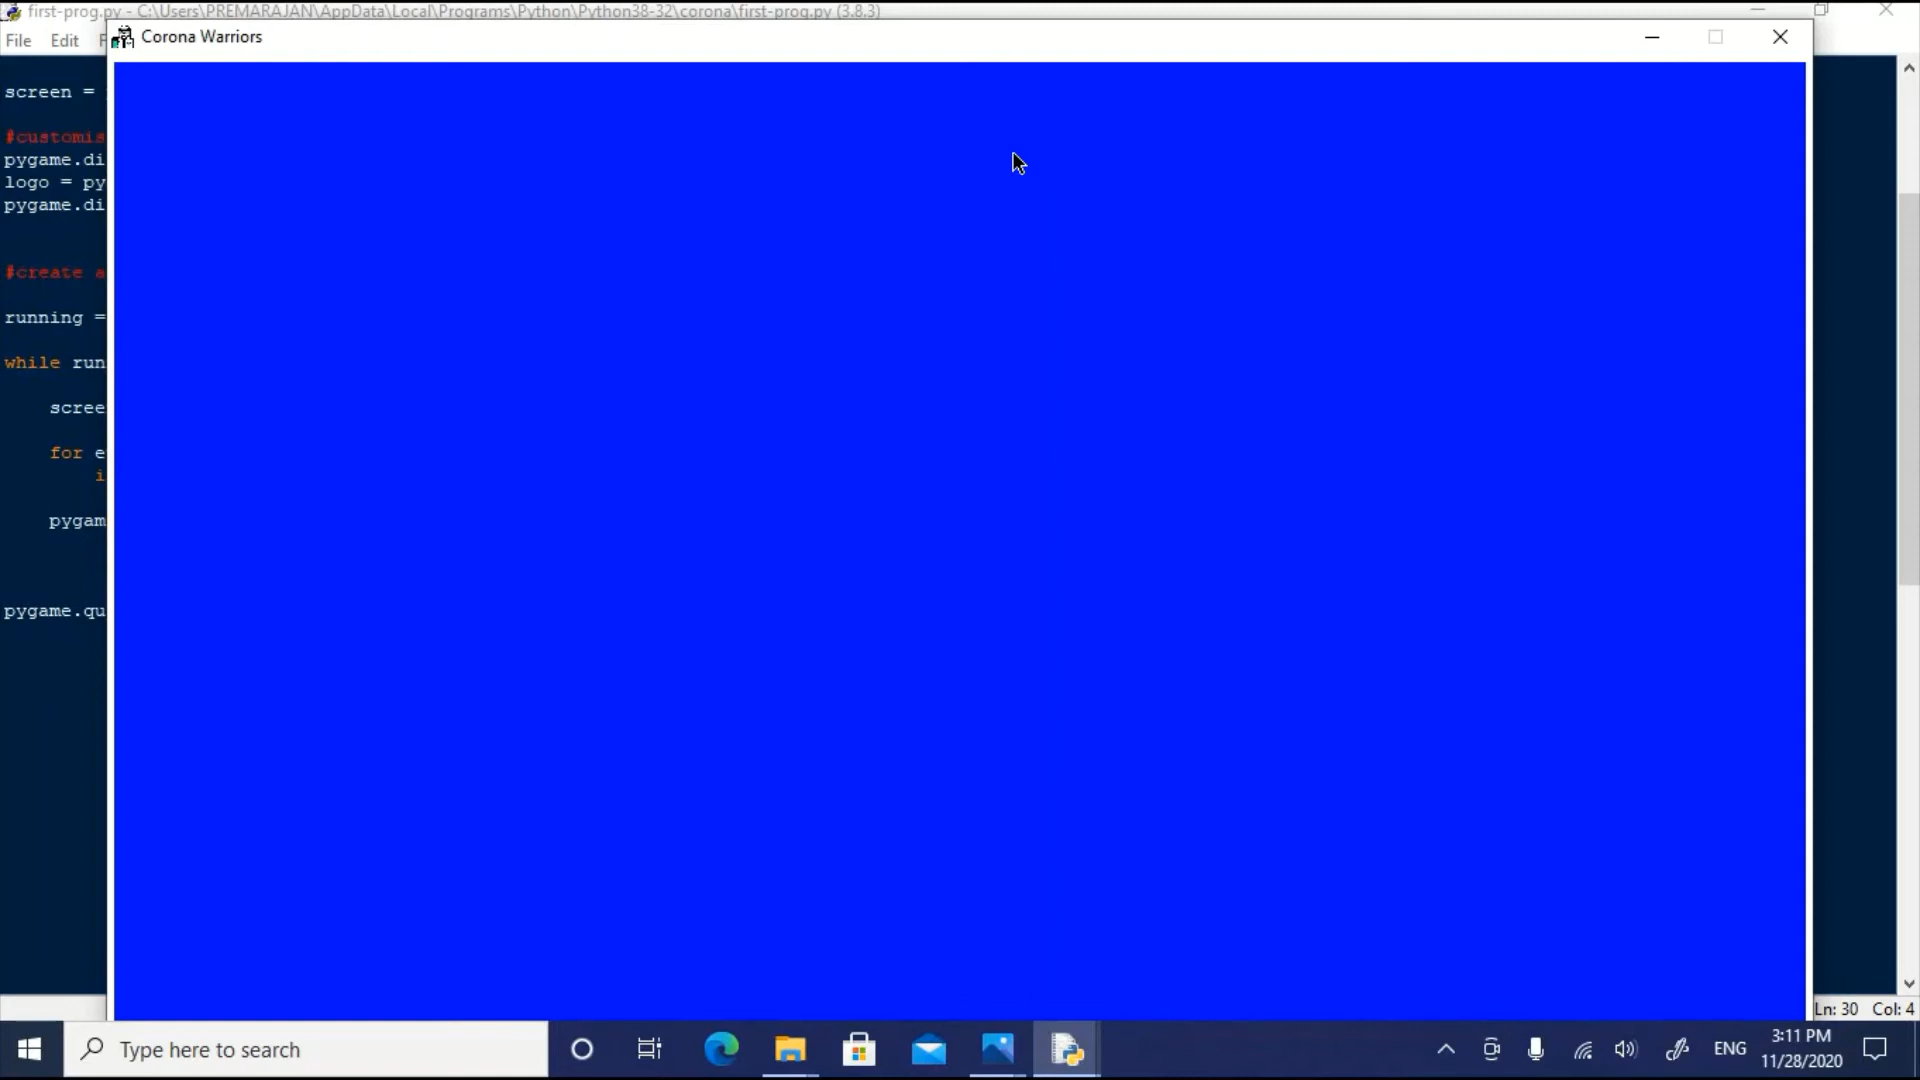 first-prog.py - C:\Users\PREMARAJAN\AppData\Local\Programs\Python\Python38-32\corona\first-prog.py (3.8.3)
File Edit F
Corona Warriors
screen =
#customis
pygame.di
logo = py
pygame.di
#create a
running =
while run
scree
for e
i
pygam
pygame.qu
Ln: 30 Col: 4
Type here to search
ENG
3:11 PM
11/28/2020